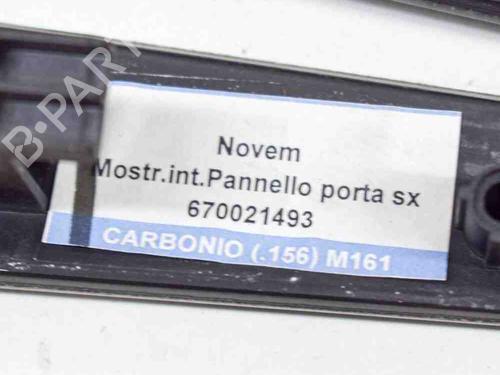 B-PARTS
Novem
Mostr.int.Pannello porta sx
670021493
CARBONIO (.156) M161